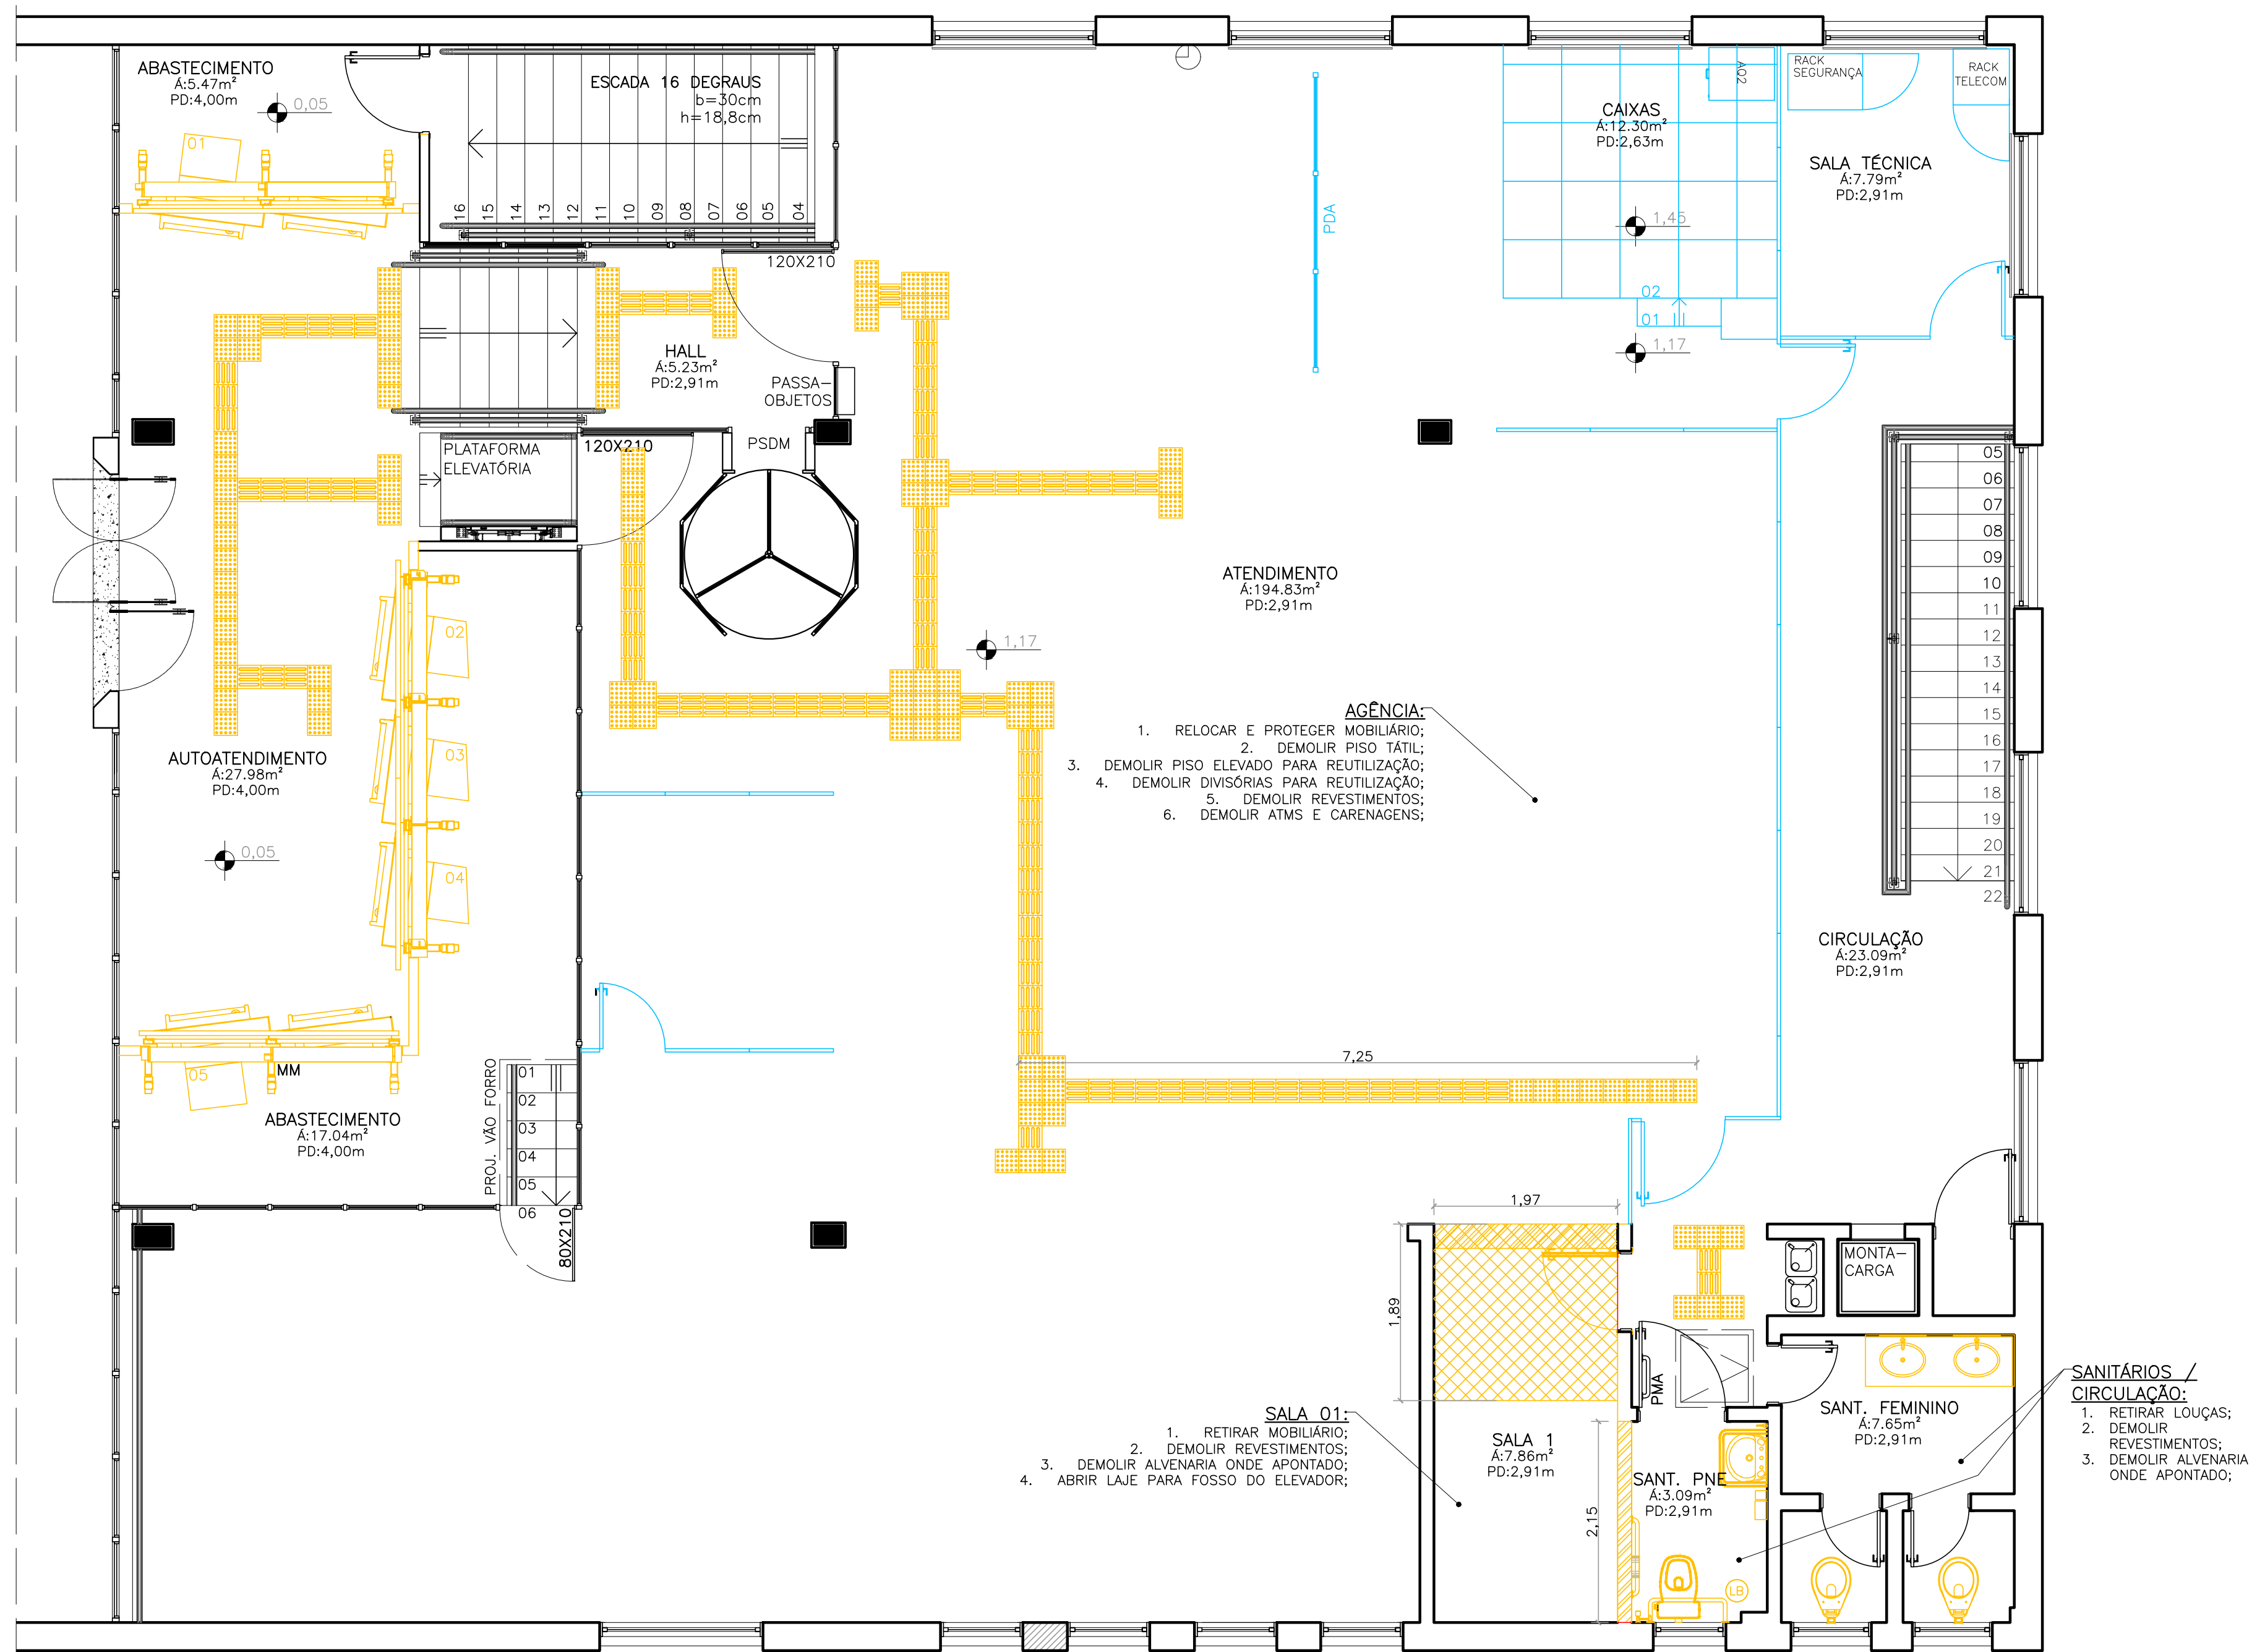 ABASTECIMENTO
Á:5.47m²
PD:4,00m
0,05
01
ESCADA 16 DEGRAUS
b=30cm
h=18,8cm
16 15 14 13 12 11 10 09 08 07 06 05 04
120X210
HALL
Á:5.23m²
PD:2,91m
PASSA-
OBJETOS
PLATAFORMA
ELEVATÓRIA
120X210
PSDM
PDA
CAIXAS
Á:12.30m²
PD:2,63m
AQ2
1,45
02
01
1,17
RACK
SEGURANÇA
RACK
TELECOM
SALA TÉCNICA
Á:7.79m²
PD:2,91m
05
06
07
08
09
10
11
12
13
14
15
16
17
18
19
20
21
22
ATENDIMENTO
Á:194.83m²
PD:2,91m
1,17
AGÊNCIA:
1. RELOCAR E PROTEGER MOBILIÁRIO;
2. DEMOLIR PISO TÁTIL;
3. DEMOLIR PISO ELEVADO PARA REUTILIZAÇÃO;
4. DEMOLIR DIVISÓRIAS PARA REUTILIZAÇÃO;
5. DEMOLIR REVESTIMENTOS;
6. DEMOLIR ATMS E CARENAGENS;
02
03
04
AUTOATENDIMENTO
Á:27.98m²
PD:4,00m
0,05
CIRCULAÇÃO
Á:23.09m²
PD:2,91m
7,25
05
MM
ABASTECIMENTO
Á:17.04m²
PD:4,00m
PROJ. VÃO FORRO
01
02
03
04
05
06
80X210
1,97
1,89
MONTA-
CARGA
PMA
SALA 01:
1. RETIRAR MOBILIÁRIO;
2. DEMOLIR REVESTIMENTOS;
3. DEMOLIR ALVENARIA ONDE APONTADO;
4. ABRIR LAJE PARA FOSSO DO ELEVADOR;
SALA 1
Á:7.86m²
PD:2,91m
2,15
SANT. PNE
Á:3.09m²
PD:2,91m
LB
SANT. FEMININO
Á:7.65m²
PD:2,91m
SANITÁRIOS /
CIRCULAÇÃO:
1. RETIRAR LOUÇAS;
2. DEMOLIR
REVESTIMENTOS;
3. DEMOLIR ALVENARIA
ONDE APONTADO;